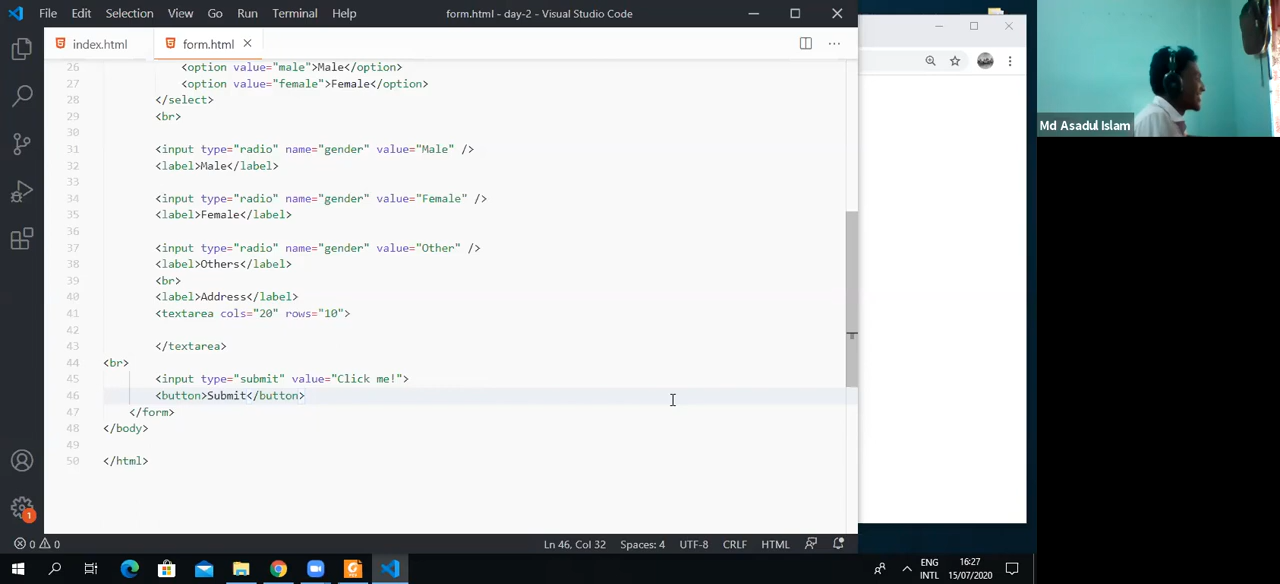 File Edit Selection View Go Run Terminal Help form.html - day-2 - Visual Studio Code
index.html form.html
26 <option value="male">Male</option>
27 <option value="female">Female</option>
28 </select>
29 <br>
30
31 <input type="radio" name="gender" value="Male" />
32 <label>Male</label>
33
34 <input type="radio" name="gender" value="Female" />
35 <label>Female</label>
36
37 <input type="radio" name="gender" value="Other" />
38 <label>Others</label>
39 <br>
40 <label>Address</label>
41 <textarea cols="20" rows="10">
42
43 </textarea>
44 <br>
45 <input type="submit" value="Click me!">
46 <button>Submit</button>
47 </form>
48 </body>
49
50 </html>
Md Asadul Islam
1
0 0 Ln 46, Col 32 Spaces: 4 UTF-8 CRLF HTML
ENG 16:27
INTL 15/07/2020